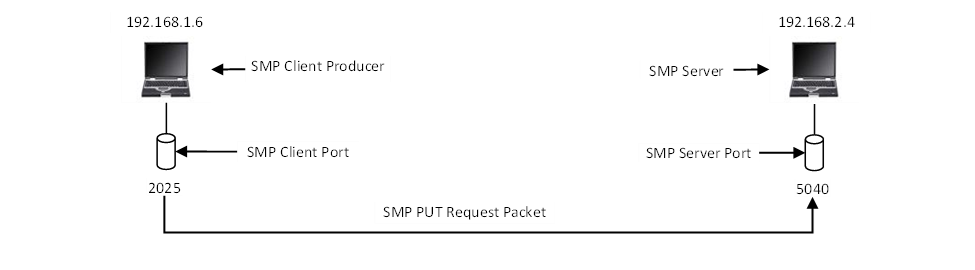 192.168.1.6
192.168.2.4
SMP Client Producer
SMP Server
SMP Client Port
SMP Server Port
2025
5040
SMP PUT Request Packet